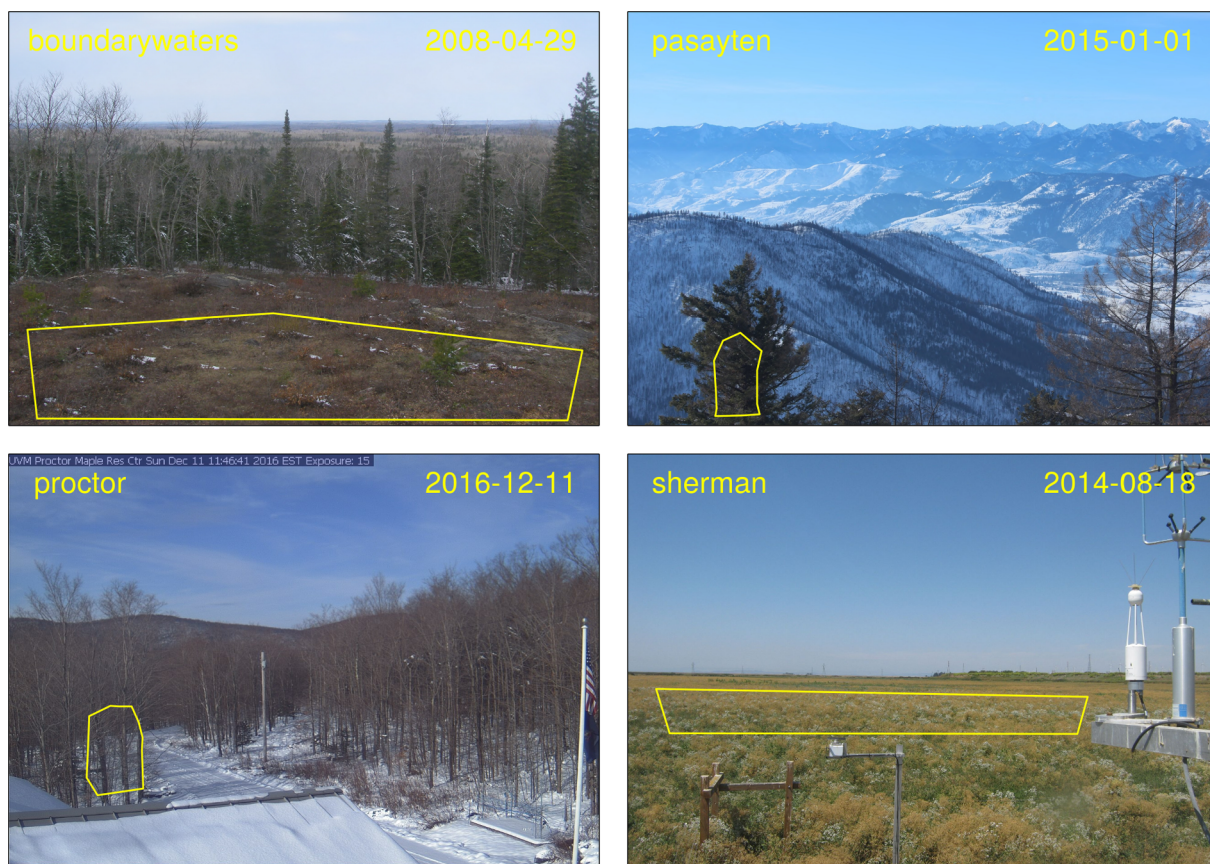 boundarywaters 2008-04-29
pasayten 2015-01-01
UVM Proctor Maple Res Ctr Sun Dec 11 11:46:41 2016 EST Exposure: 15
proctor 2016-12-11
sherman 2014-08-18